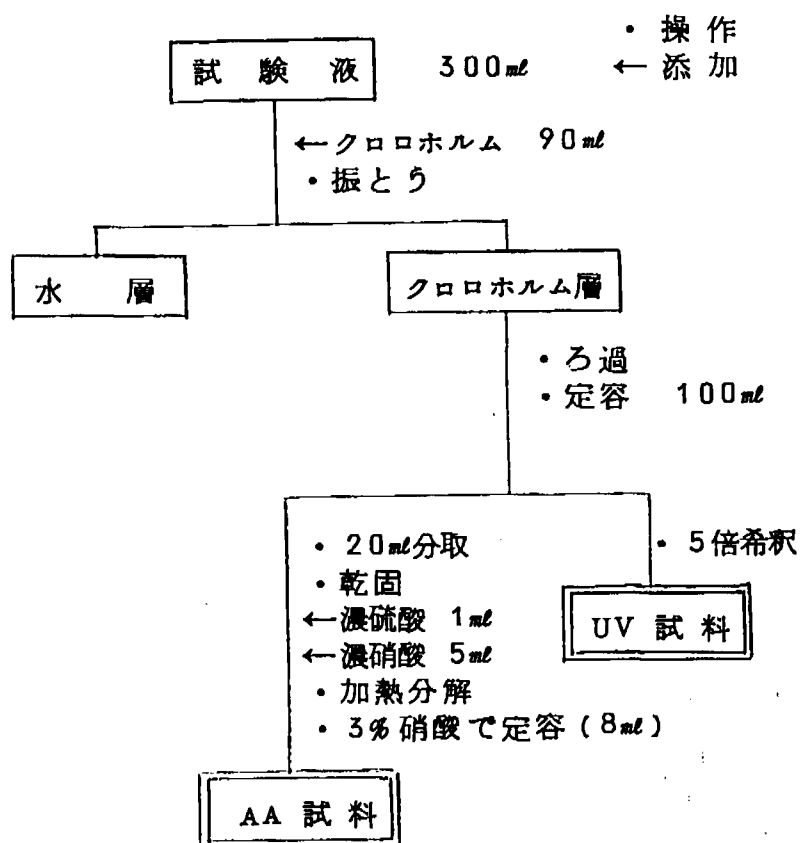 ・操作
試験液 300ml ←添加
←クロロホルム 90ml
・振とう
水層
クロロホルム層
・ろ過
・定容 100ml
・20ml分取
・乾固
←濃硫酸 1ml
←濃硝酸 5ml
・加熱分解
・3%硝酸で定容(8ml)
・5倍希釈
UV試料
AA試料